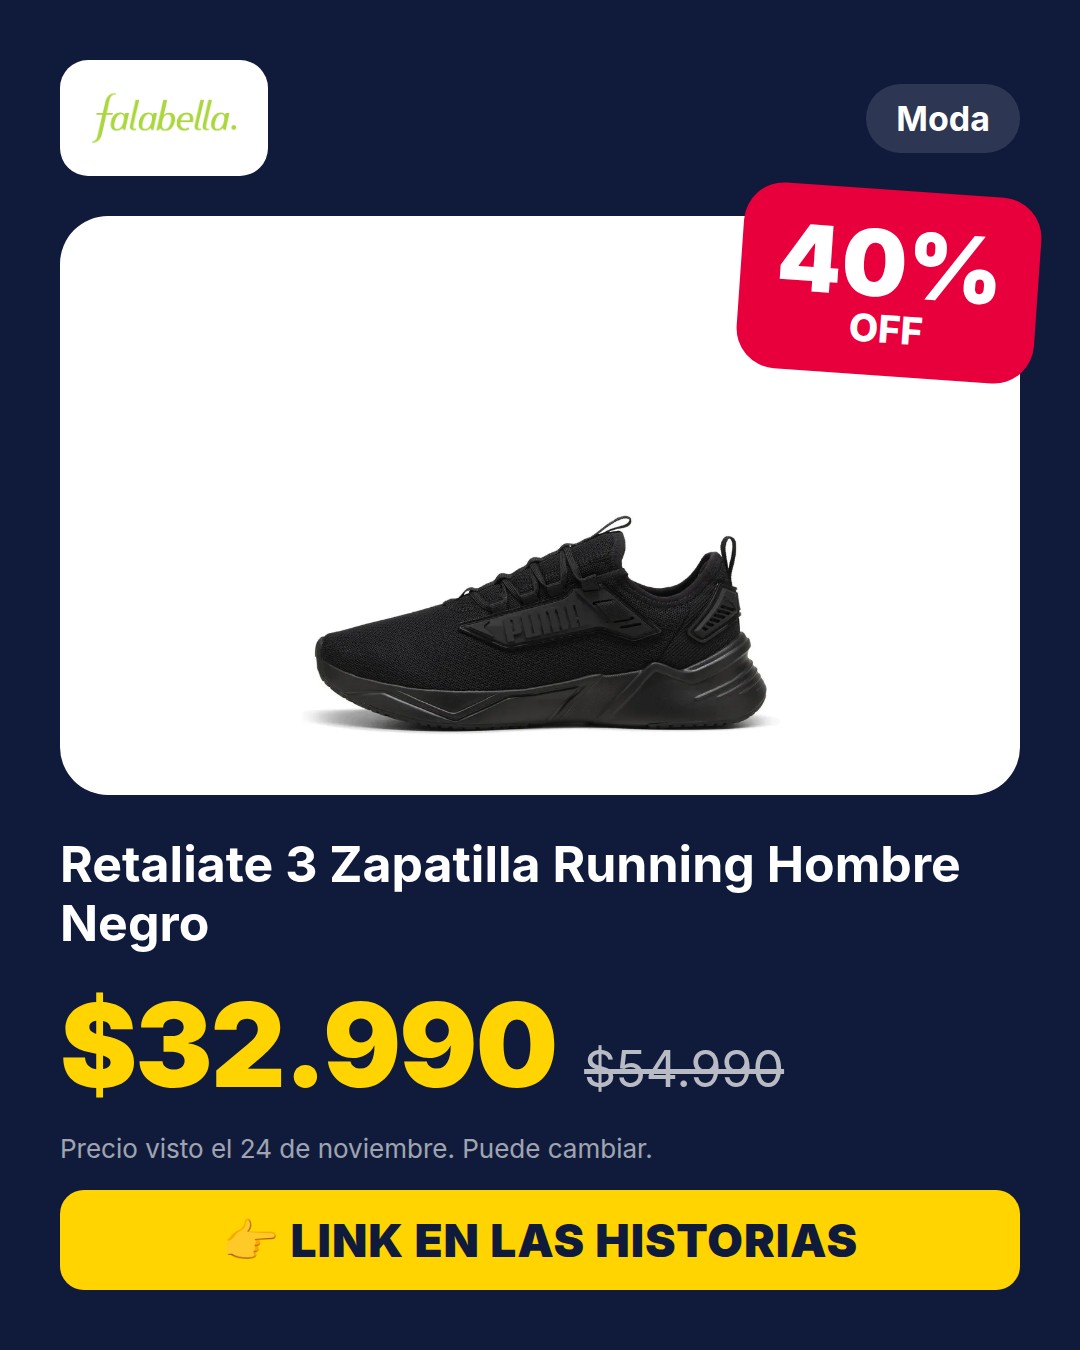 falabella.
Moda
40%
OFF
PUMA
Retaliate 3 Zapatilla Running Hombre
Negro
$32.990 $54.990
Precio visto el 24 de noviembre. Puede cambiar.
👉 LINK EN LAS HISTORIAS